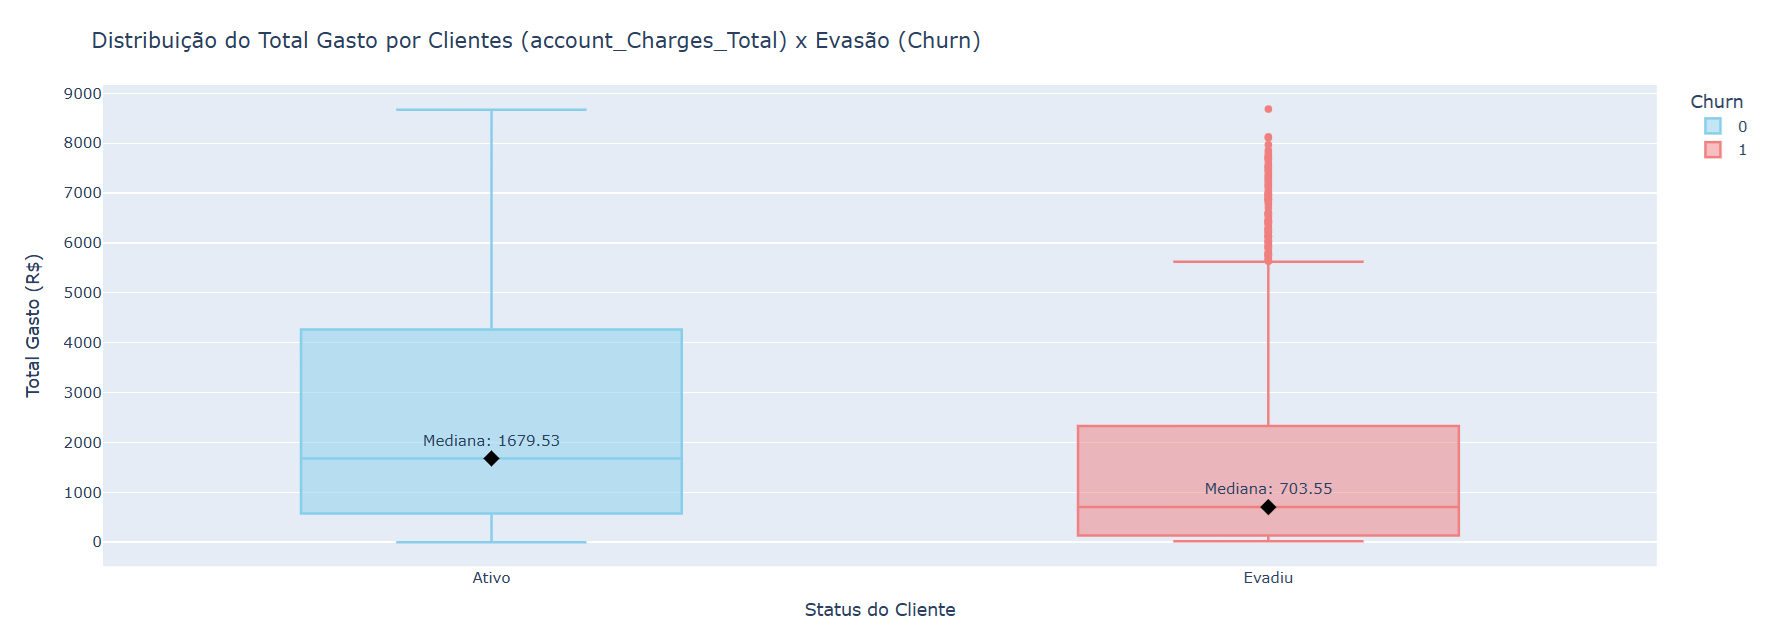 Distribuição do Total Gasto por Clientes (account_Charges_Total) x Evasão (Churn)
Churn
0
1
Total Gasto (R$)
9000
8000
7000
6000
5000
4000
3000
2000
1000
0
Mediana: 1679.53
Mediana: 703.55
Ativo
Evadiu
Status do Cliente